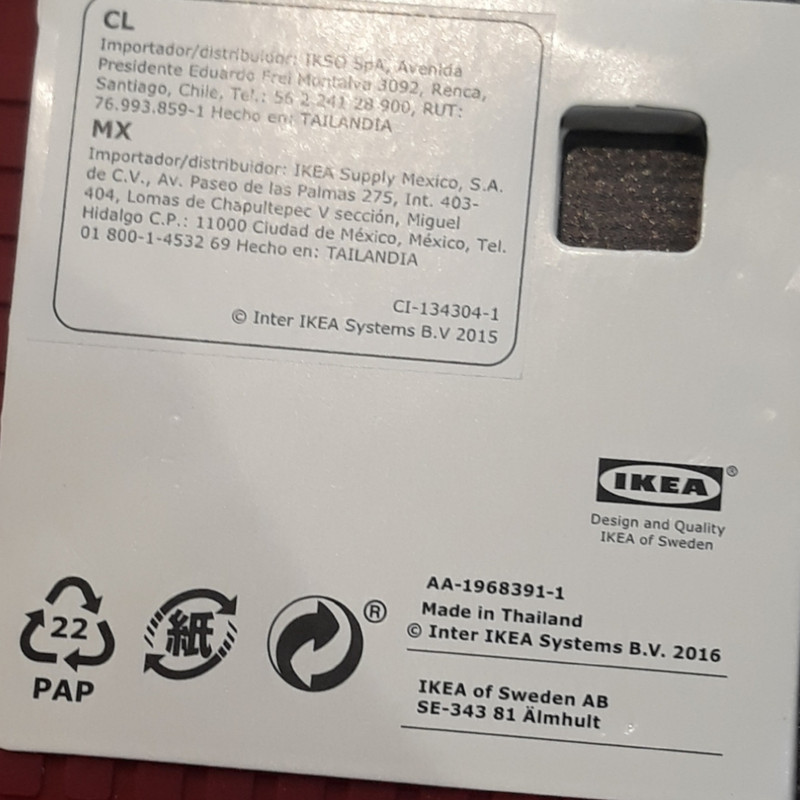 CL
Importador/distribuidor: IKSO SpA, Avenida
Presidente Eduardo Frei Montalva 3092, Renca,
Santiago, Chile, Tel.: 56 2 241 28 900, RUT:
76.993.859-1 Hecho en: TAILANDIA
MX
Importador/distribuidor: IKEA Supply Mexico, S.A.
de C.V., Av. Paseo de las Palmas 275, Int. 403-
404, Lomas de Chapultepec V sección, Miguel
Hidalgo C.P.: 11000 Ciudad de México, México, Tel.
01 800-1-4532 69 Hecho en: TAILANDIA
CI-134304-1
© Inter IKEA Systems B.V 2015
IKEA®
Design and Quality
IKEA of Sweden
22
PAP
紙
®
AA-1968391-1
Made in Thailand
© Inter IKEA Systems B.V. 2016
IKEA of Sweden AB
SE-343 81 Älmhult